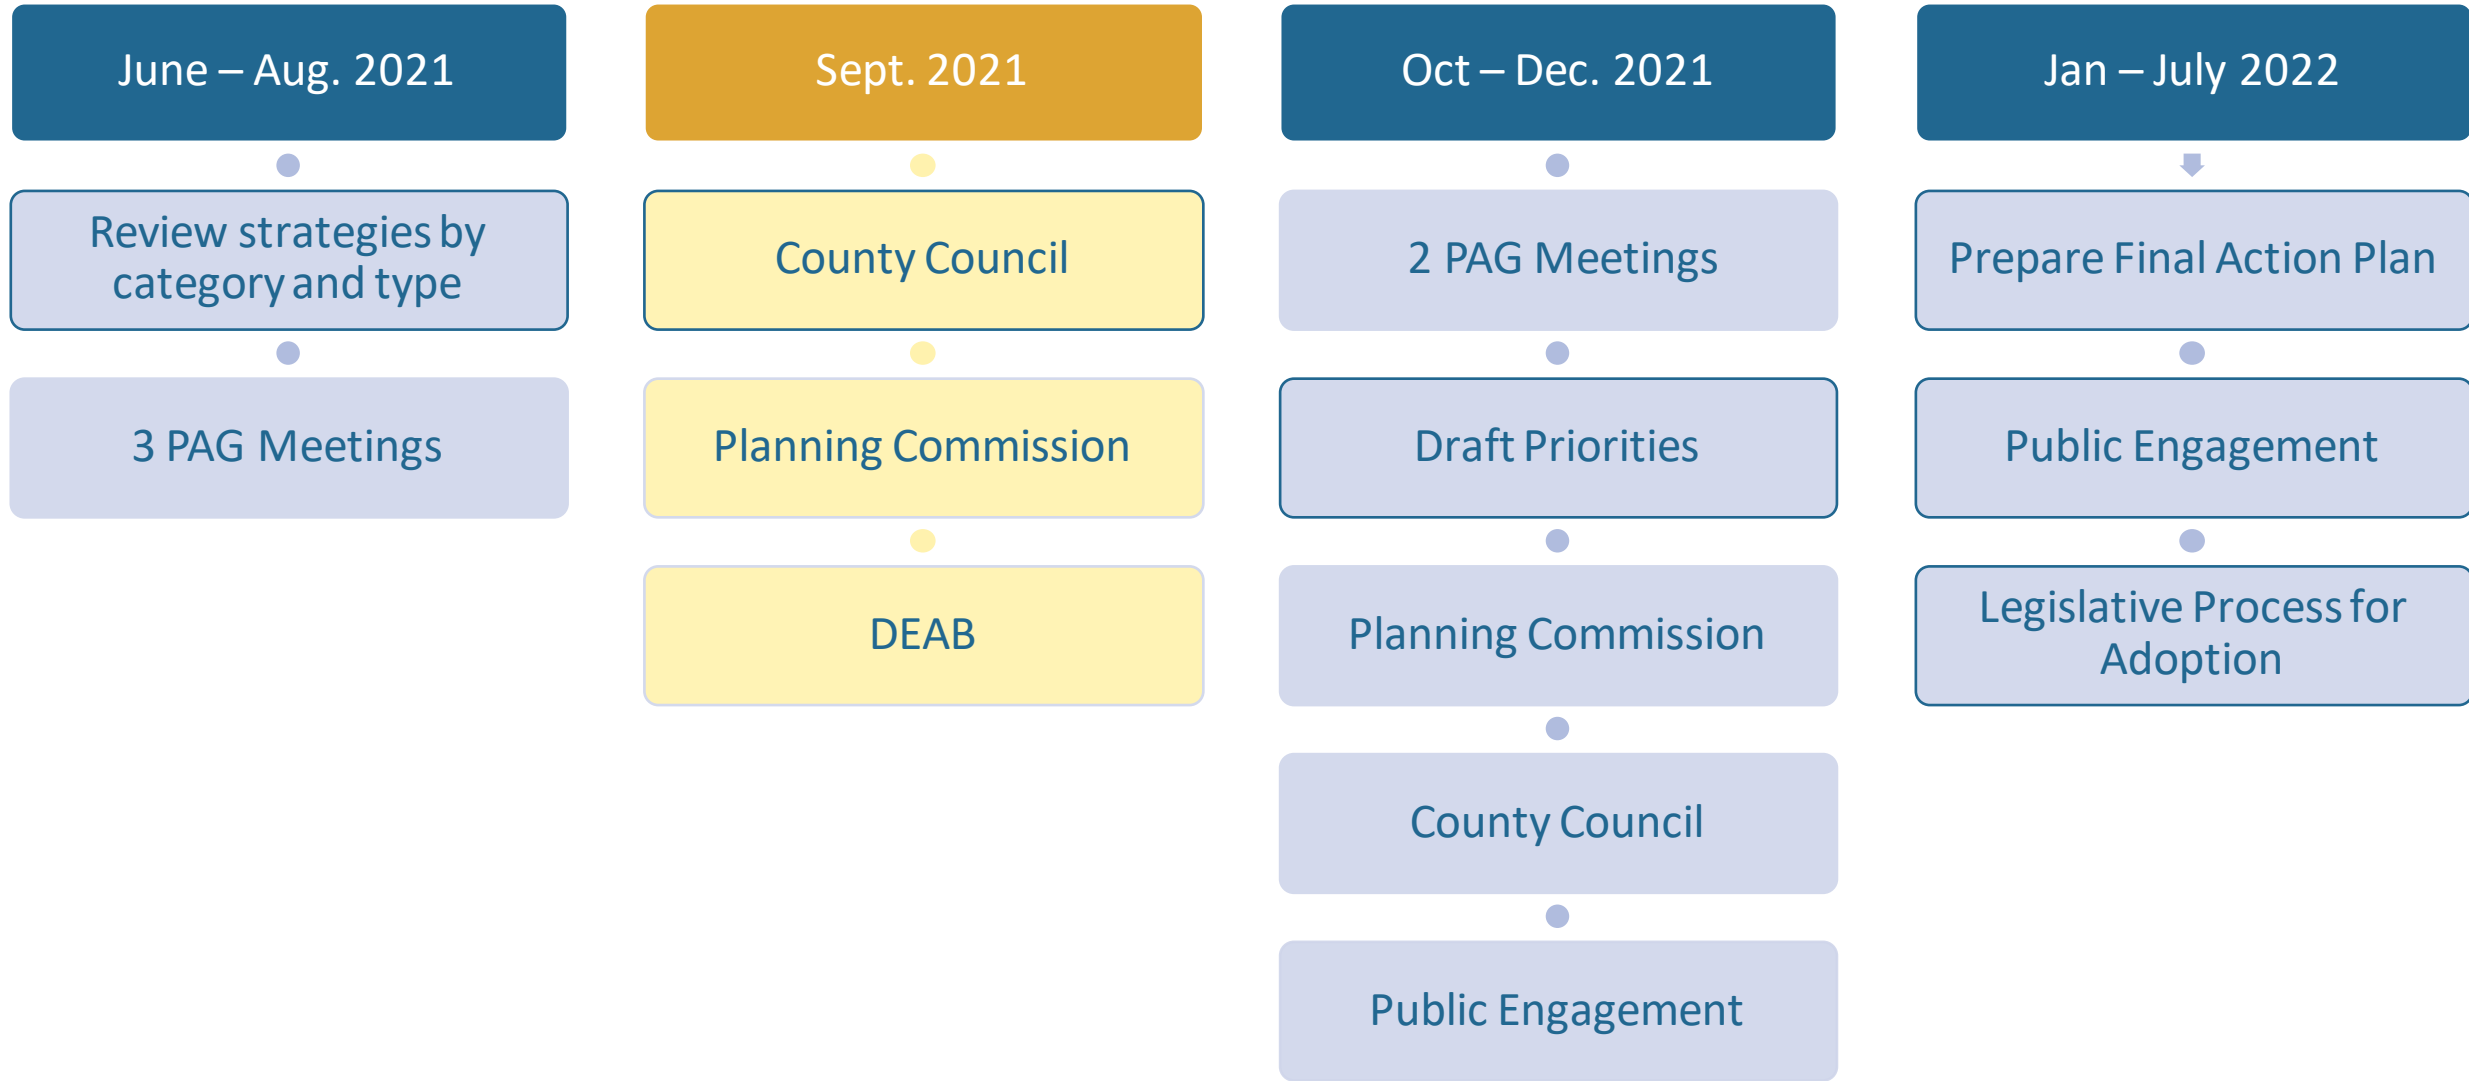 June – Aug. 2021
Review strategies by
category and type
3 PAG Meetings
Sept. 2021
County Council
Planning Commission
DEAB
Oct – Dec. 2021
2 PAG Meetings
Draft Priorities
Planning Commission
County Council
Public Engagement
Jan – July 2022
Prepare Final Action Plan
Public Engagement
Legislative Process for
Adoption